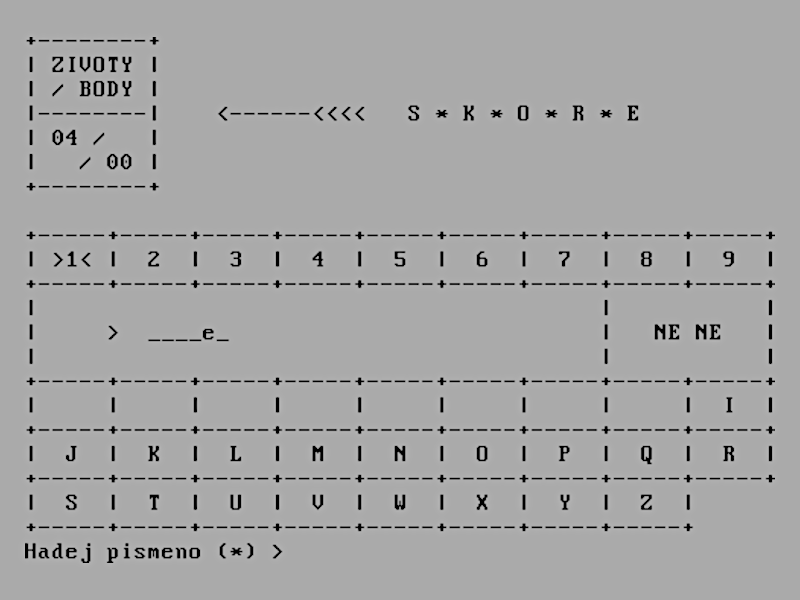 +--------+
| ZIVOTY |
| / BODY |
|--------| <------<<<< S * K * O * R * E
| 04 / |
| / 00 |
+--------+
+-----+-----+-----+-----+-----+-----+-----+-----+-----+
| >1< | 2 | 3 | 4 | 5 | 6 | 7 | 8 | 9 |
+-----+-----+-----+-----+-----+-----+-----+-----+-----+
| | |
| > ____e_ | NE NE |
| | |
+-----+-----+-----+-----+-----+-----+-----+-----+-----+
| | | | | | | | | I |
+-----+-----+-----+-----+-----+-----+-----+-----+-----+
| J | K | L | M | N | O | P | Q | R |
+-----+-----+-----+-----+-----+-----+-----+-----+-----+
| S | T | U | V | W | X | Y | Z |
+-----+-----+-----+-----+-----+-----+-----+-----+
Hadej pismeno (*) >